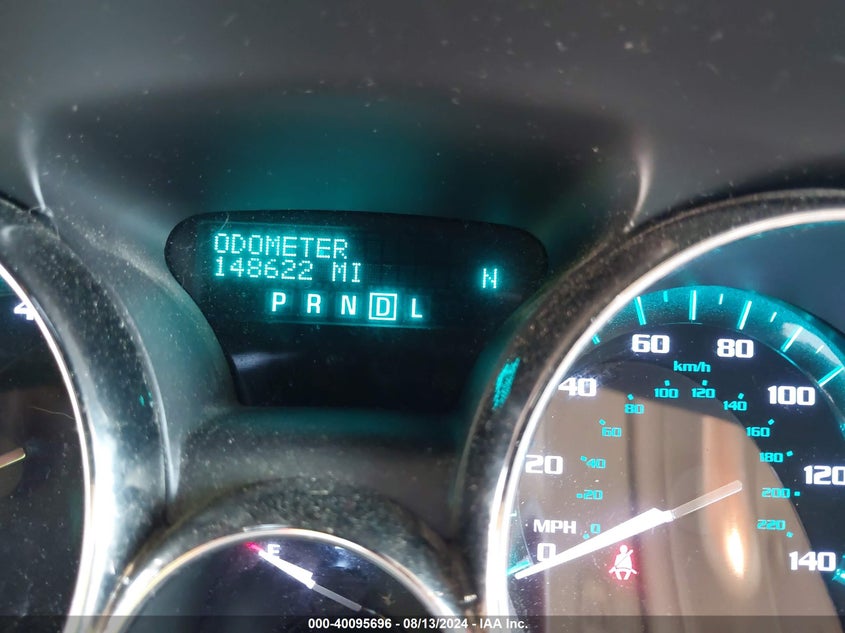 ODOMETER
148622 MI N
P R N D L
4
60 80
km/h
40 100 120 100
80 140
60 160
20 40 180 120
20 200
MPH 0 220
0 140
E
000-40095696 - 08/13/2024 - IAA Inc.